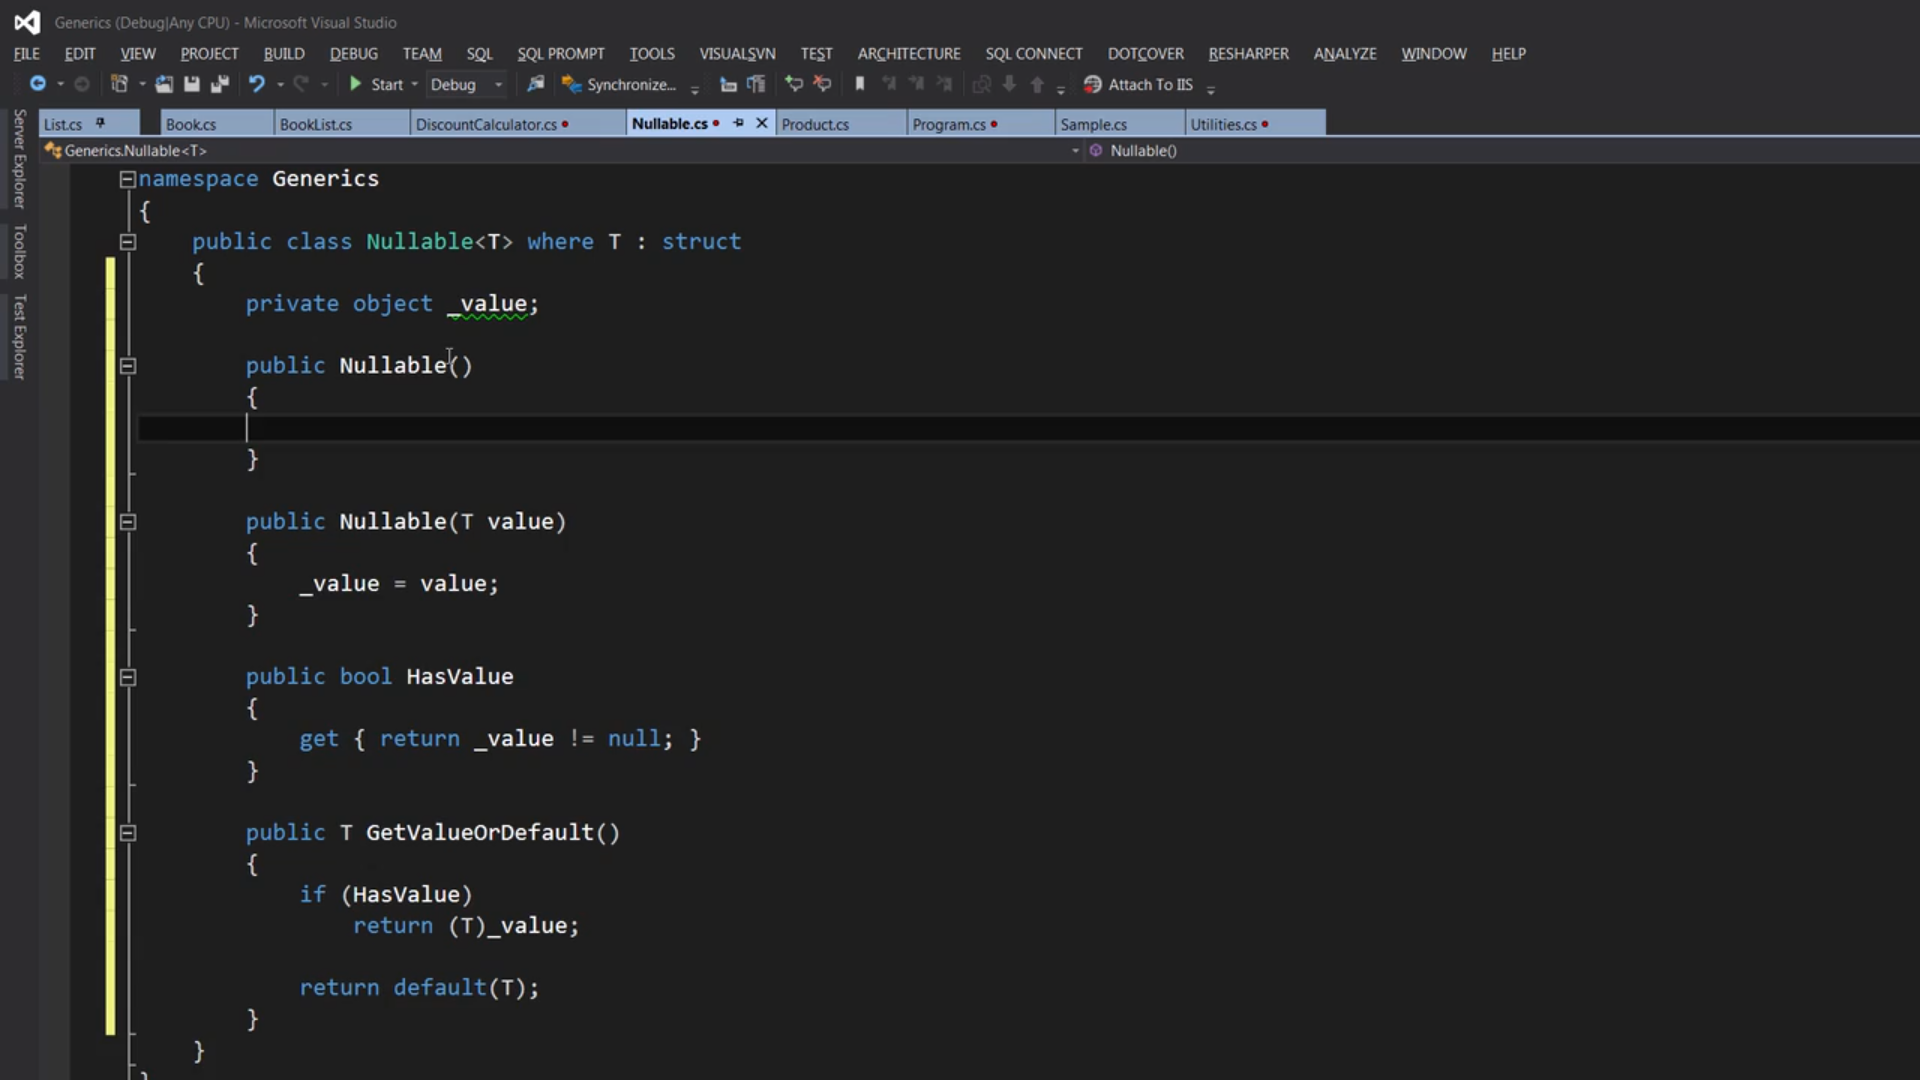 Generics (Debug|Any CPU) - Microsoft Visual Studio
FILE EDIT VIEW PROJECT BUILD DEBUG TEAM SQL SQL PROMPT TOOLS VISUALSVN TEST ARCHITECTURE SQL CONNECT DOTCOVER RESHARPER ANALYZE WINDOW HELP
Start Debug Synchronize... Attach To IIS
List.cs Book.cs BookList.cs DiscountCalculator.cs Nullable.cs Product.cs Program.cs Sample.cs Utilities.cs
Generics.Nullable<T> Nullable()
Server Explorer
Toolbox
Test Explorer
namespace Generics
{
public class Nullable<T> where T : struct
{
private object _value;
public Nullable()
{
}
public Nullable(T value)
{
_value = value;
}
public bool HasValue
{
get { return _value != null; }
}
public T GetValueOrDefault()
{
if (HasValue)
return (T)_value;
return default(T);
}
}
}